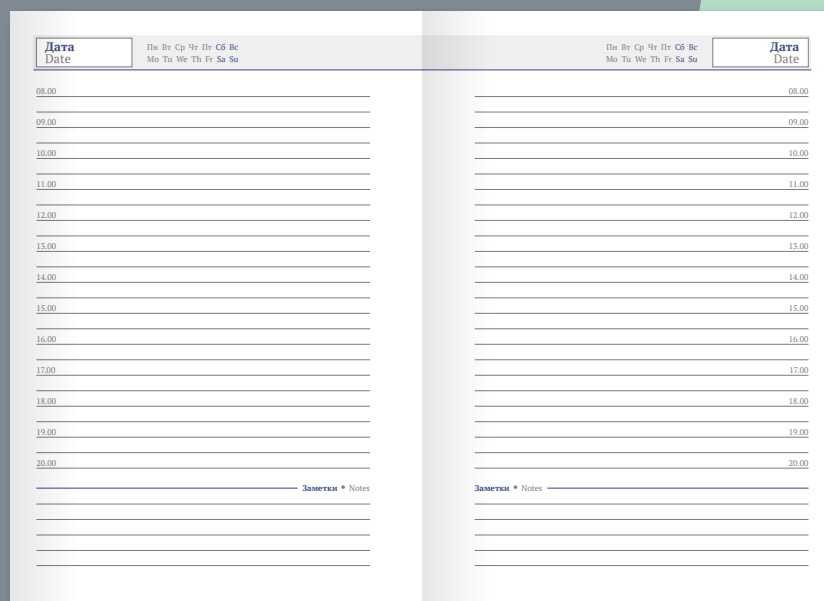 Дата
Date
Пн Вт Ср Чт Пт Сб Вс
Mo Tu We Th Fr Sa Su
08.00
09.00
10.00
11.00
12.00
13.00
14.00
15.00
16.00
17.00
18.00
19.00
20.00
Заметки • Notes
Пн Вт Ср Чт Пт Сб Вс
Mo Tu We Th Fr Sa Su
Дата
Date
08.00
09.00
10.00
11.00
12.00
13.00
14.00
15.00
16.00
17.00
18.00
19.00
20.00
Заметки • Notes